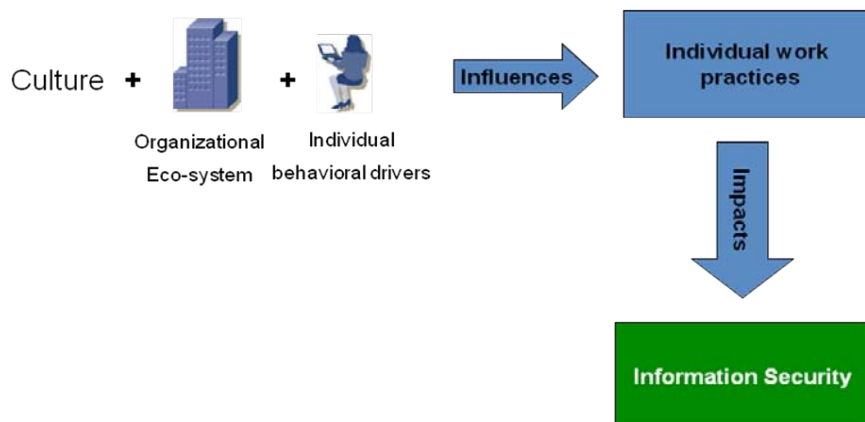 Culture + + Influences Individual work
practices
Organizational Individual
Eco-system behavioral drivers
Impacts
Information Security